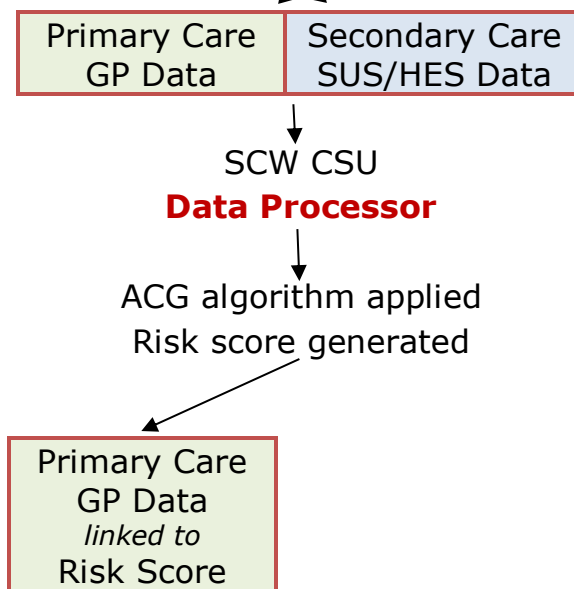 Primary Care
GP Data
Secondary Care
SUS/HES Data
SCW CSU
Data Processor
ACG algorithm applied
Risk score generated
Primary Care
GP Data
linked to
Risk Score